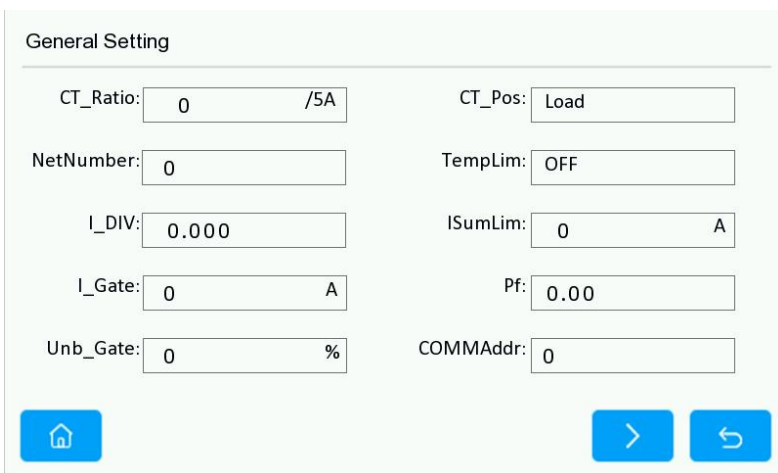 General Setting
CT_Ratio: 0 /5A CT_Pos: Load
NetNumber: 0 TempLim: OFF
I_DIV: 0.000 ISumLim: 0 A
I_Gate: 0 A Pf: 0.00
Unb_Gate: 0 % COMMAddr: 0